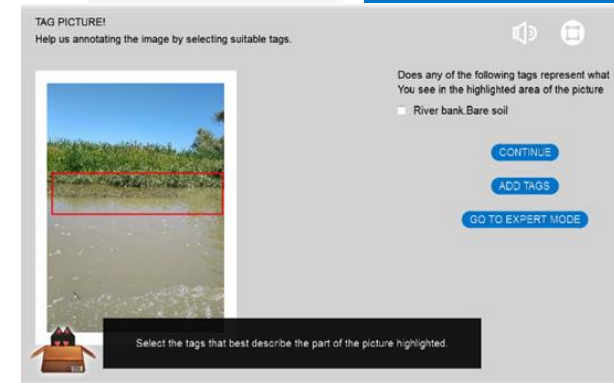 TAG PICTURE!
Help us annotating the image by selecting suitable tags.
Does any of the following tags represent what
You see in the highlighted area of the picture
River bank.Bare soil
CONTINUE
ADD TAGS
GO TO EXPERT MODE
Select the tags that best describe the part of the picture highlighted.